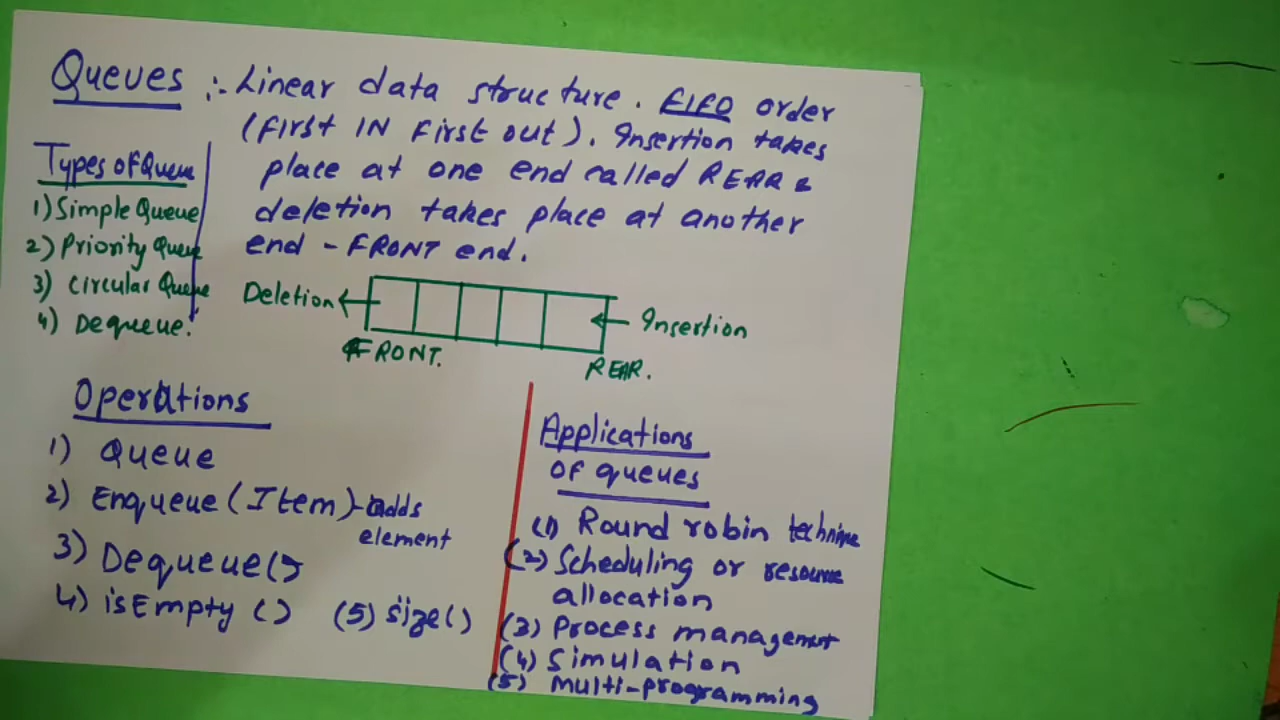 Queues :- Linear data structure. FIFO order
(First IN First out). Insertion takes
place at one end called REAR &
deletion takes place at another
end - FRONT end.
Types of Queue
1) Simple Queue
2) Priority Queue
3) Circular Queue
4) Dequeue.
Deletion
Insertion
FRONT.
REAR.
Operations
1) Queue
2) Enqueue (Item) - adds
element
3) Dequeue()
4) isEmpty () (5) size()
Applications
of queues
(1) Round robin technique
(2) Scheduling or resource
allocation
(3) Process management
(4) Simulation
(5) Multi-programming